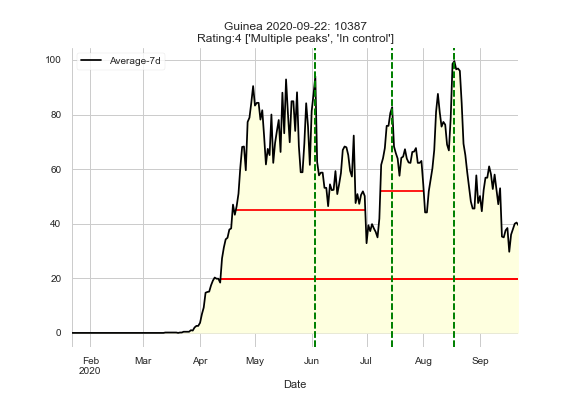 Guinea 2020-09-22: 10387
Rating:4 ['Multiple peaks', 'In control']
Average-7d
100
80
60
40
20
0
Feb Mar Apr May Jun Jul Aug Sep
2020
Date